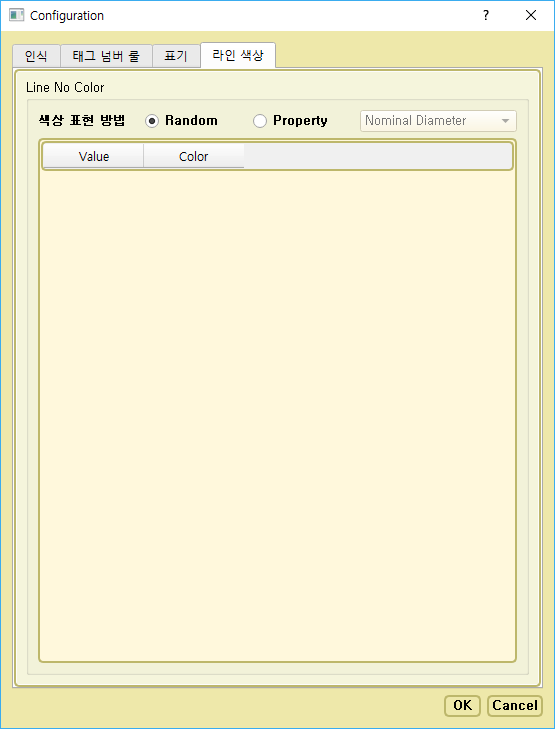 Configuration
?
인식 태그 넘버 룰 표기 라인 색상
Line No Color
색상 표현 방법 Random Property Nominal Diameter
Value Color
OK Cancel